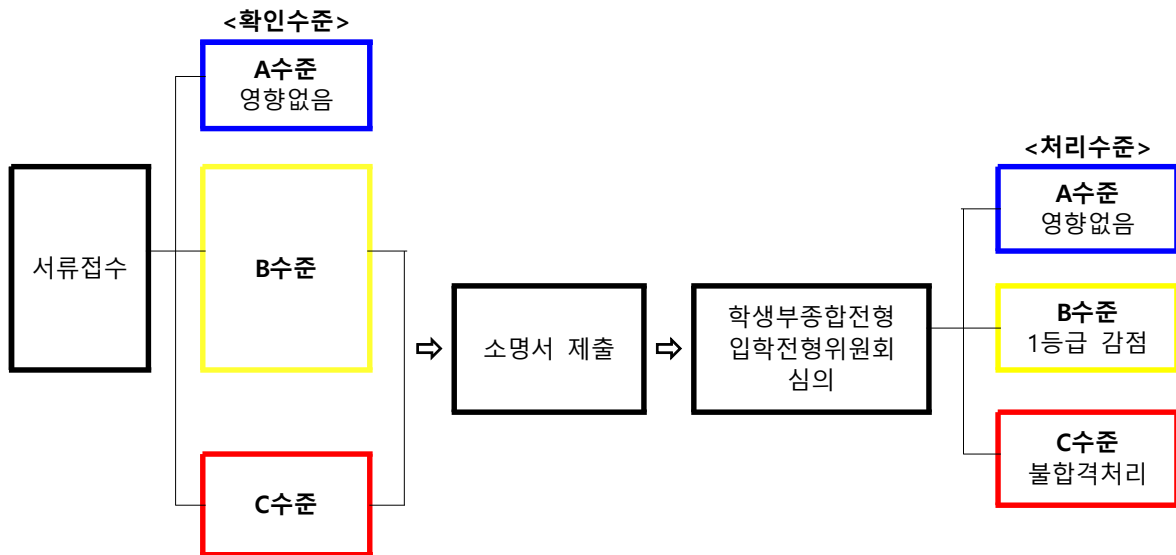 <확인수준>
A수준
영향없음
서류접수
B수준
C수준
소명서 제출
학생부종합전형
입학전형위원회
심의
<처리수준>
A수준
영향없음
B수준
1등급 감점
C수준
불합격처리